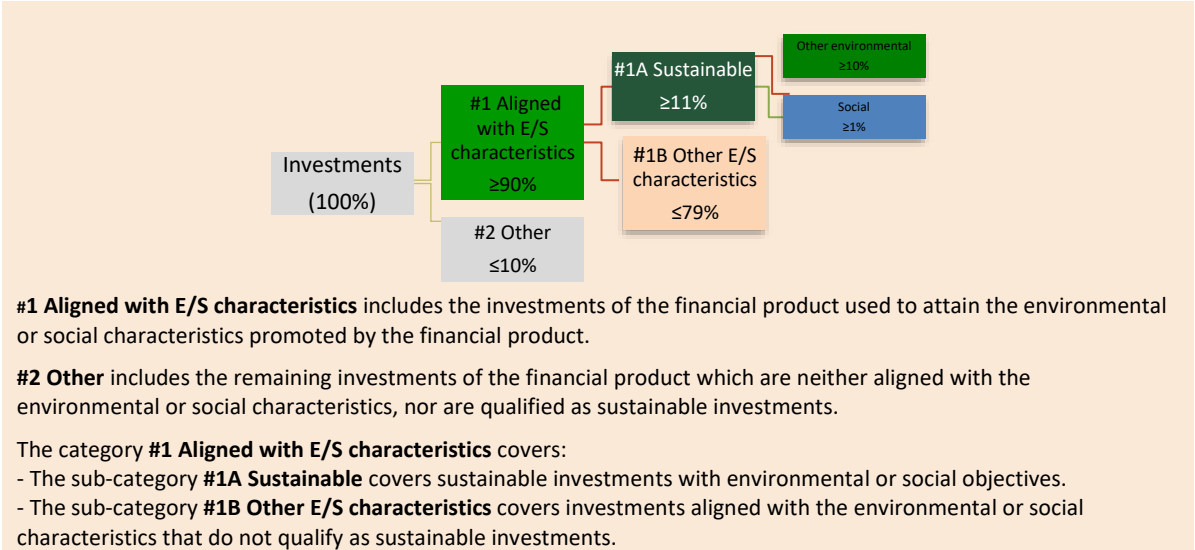 Investments
(100%)
#1 Aligned
with E/S
characteristics
≥90%
#2 Other
≤10%
#1A Sustainable
≥11%
#1B Other E/S
characteristics
≤79%
Other environmental
≥10%
Social
≥1%
#1 Aligned with E/S characteristics includes the investments of the financial product used to attain the environmental
or social characteristics promoted by the financial product.
#2 Other includes the remaining investments of the financial product which are neither aligned with the
environmental or social characteristics, nor are qualified as sustainable investments.
The category #1 Aligned with E/S characteristics covers:
- The sub-category #1A Sustainable covers sustainable investments with environmental or social objectives.
- The sub-category #1B Other E/S characteristics covers investments aligned with the environmental or social
characteristics that do not qualify as sustainable investments.